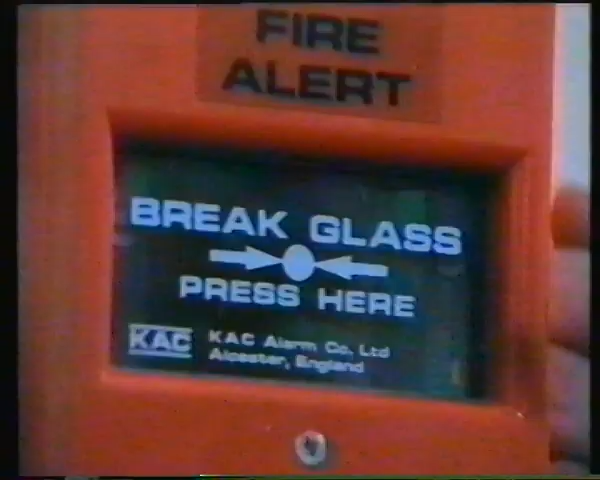 FIRE
ALERT
BREAK GLASS
PRESS HERE
KAC
KAC Alarm Co. Ltd
Alcester, England